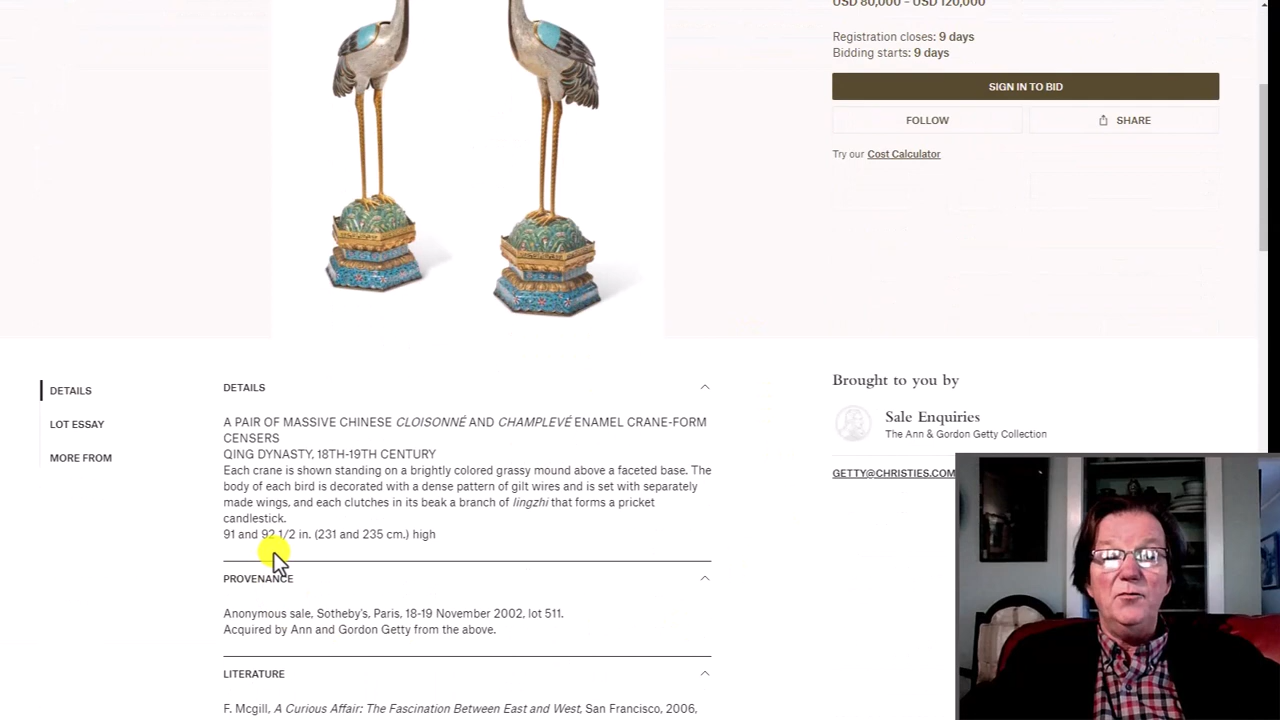 USD 80,000 – USD 120,000
Registration closes: 9 days
Bidding starts: 9 days
SIGN IN TO BID
FOLLOW
SHARE
Try our Cost Calculator
DETAILS
LOT ESSAY
MORE FROM
DETAILS
A PAIR OF MASSIVE CHINESE CLOISONNÉ AND CHAMPLEVÉ ENAMEL CRANE-FORM
CENSERS
QING DYNASTY, 18TH-19TH CENTURY
Each crane is shown standing on a brightly colored grassy mound above a faceted base. The
body of each bird is decorated with a dense pattern of gilt wires and is set with separately
made wings, and each clutches in its beak a branch of lingzhi that forms a pricket
candlestick.
91 and 92 1/2 in. (231 and 235 cm.) high
PROVENANCE
Anonymous sale, Sotheby's, Paris, 18-19 November 2002, lot 511.
Acquired by Ann and Gordon Getty from the above.
LITERATURE
F. Mcgill, A Curious Affair: The Fascination Between East and West, San Francisco, 2006,
Brought to you by
Sale Enquiries
The Ann & Gordon Getty Collection
GETTY@CHRISTIES.COM